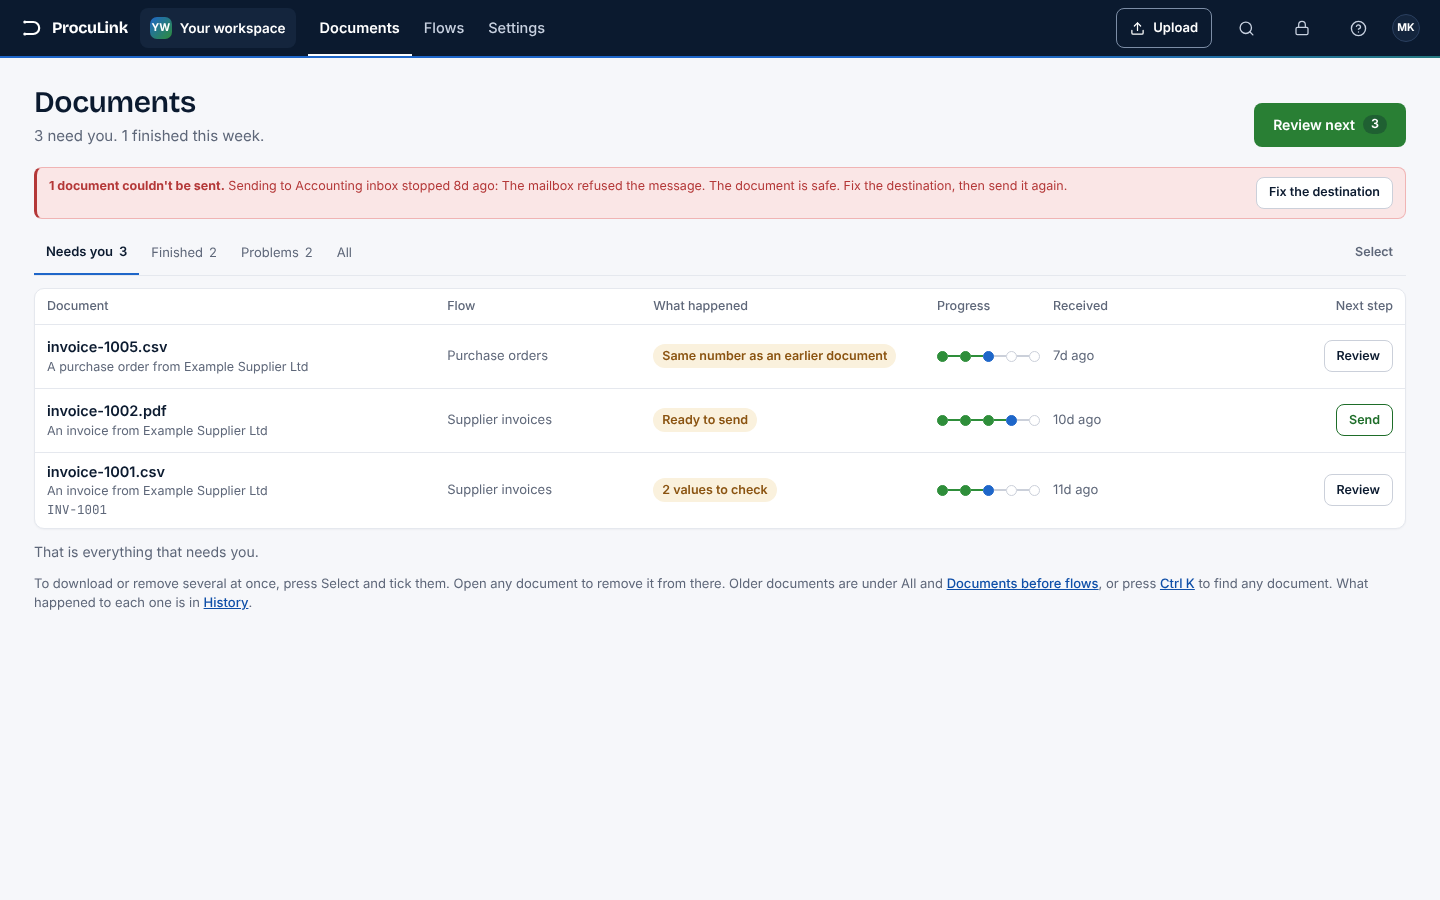 ProcuLink
YW Your workspace
Documents
Flows
Settings
Upload
MK
Documents
3 need you. 1 finished this week.
Review next 3
1 document couldn't be sent. Sending to Accounting inbox stopped 8d ago: The mailbox refused the message. The document is safe. Fix the destination, then send it again.
Fix the destination
Needs you 3
Finished 2
Problems 2
All
Select
Document Flow What happened Progress Received Next step
invoice-1005.csv
A purchase order from Example Supplier Ltd
Purchase orders
Same number as an earlier document
7d ago
Review
invoice-1002.pdf
An invoice from Example Supplier Ltd
Supplier invoices
Ready to send
10d ago
Send
invoice-1001.csv
An invoice from Example Supplier Ltd
INV-1001
Supplier invoices
2 values to check
11d ago
Review
That is everything that needs you.
To download or remove several at once, press Select and tick them. Open any document to remove it from there. Older documents are under All and Documents before flows, or press Ctrl K to find any document. What
happened to each one is in History.